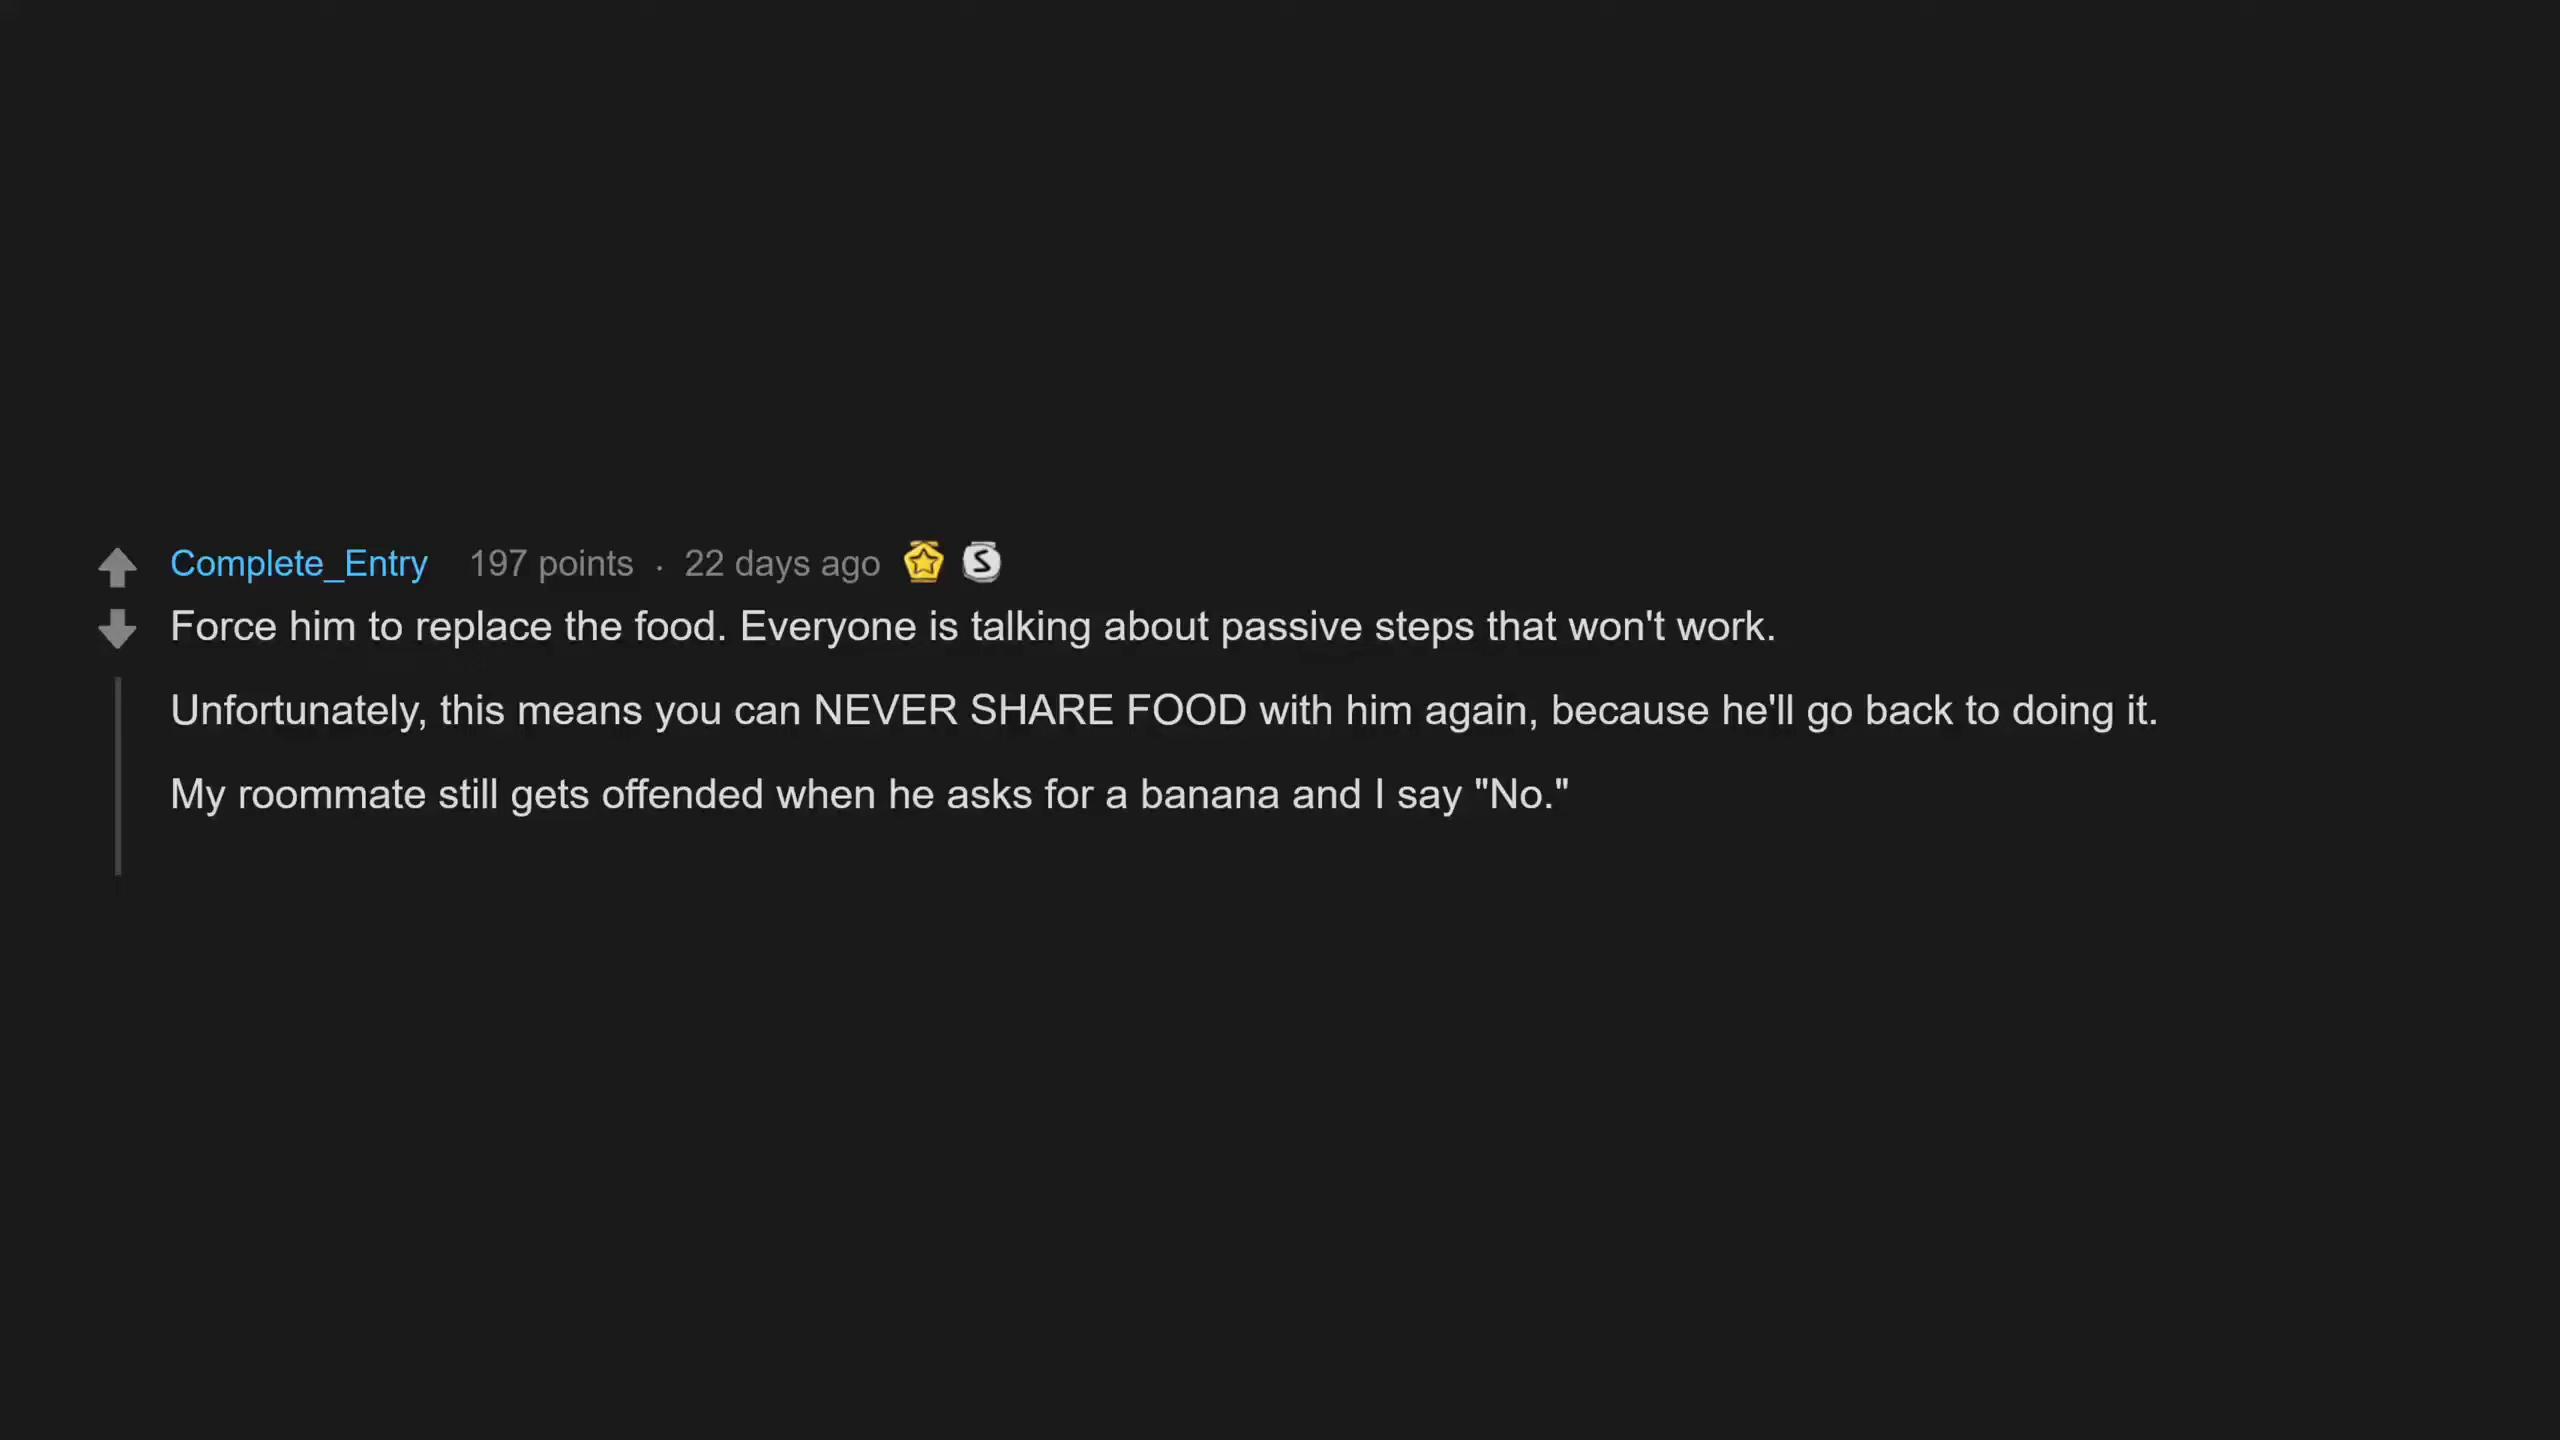 Complete_Entry 197 points · 22 days ago
Force him to replace the food. Everyone is talking about passive steps that won't work.
Unfortunately, this means you can NEVER SHARE FOOD with him again, because he'll go back to doing it.
My roommate still gets offended when he asks for a banana and I say "No."